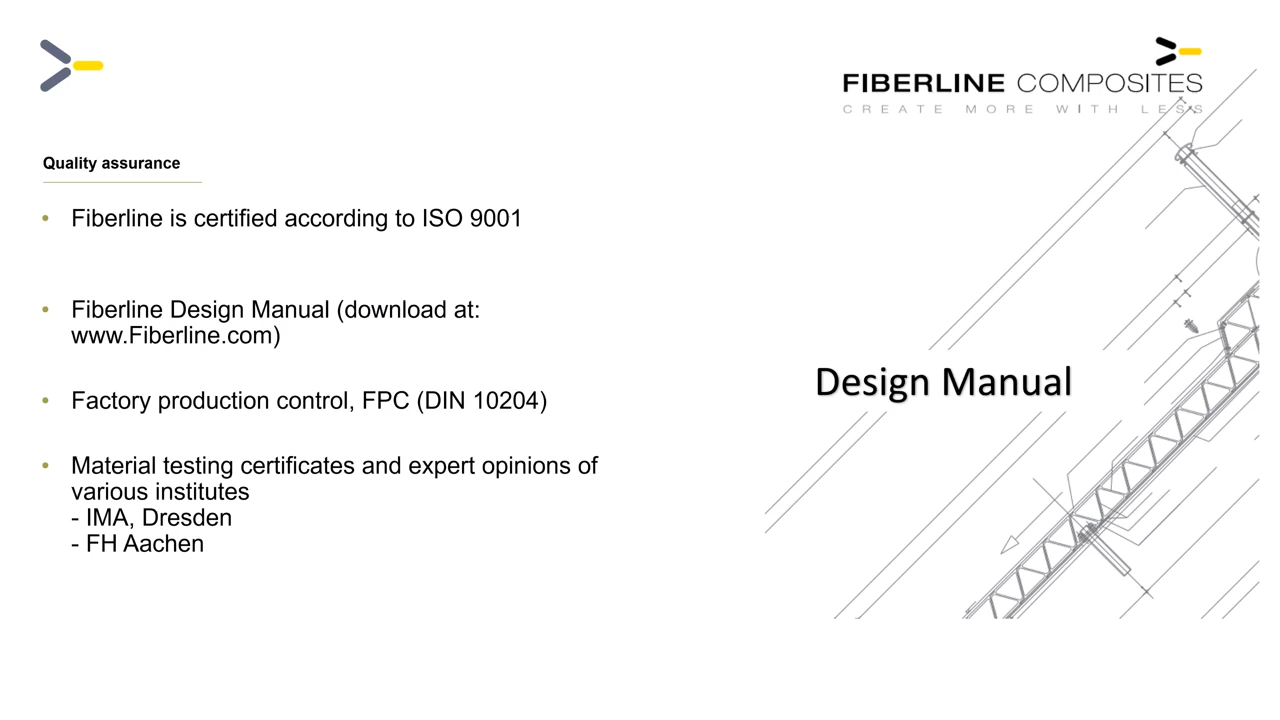 FIBERLINE COMPOSITES
CREATE MORE WITH LESS
Quality assurance
• Fiberline is certified according to ISO 9001
• Fiberline Design Manual (download at:
www.Fiberline.com)
• Factory production control, FPC (DIN 10204)
• Material testing certificates and expert opinions of
various institutes
- IMA, Dresden
- FH Aachen
Design Manual